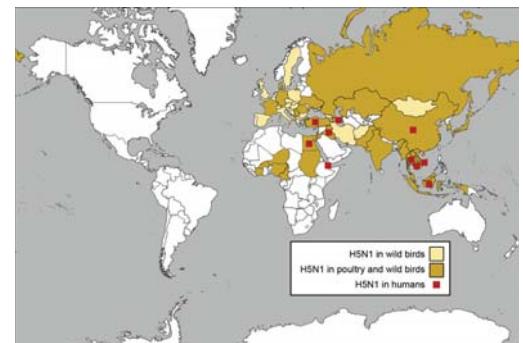 H5N1 in wild birds
H5N1 in poultry and wild birds
H5N1 in humans